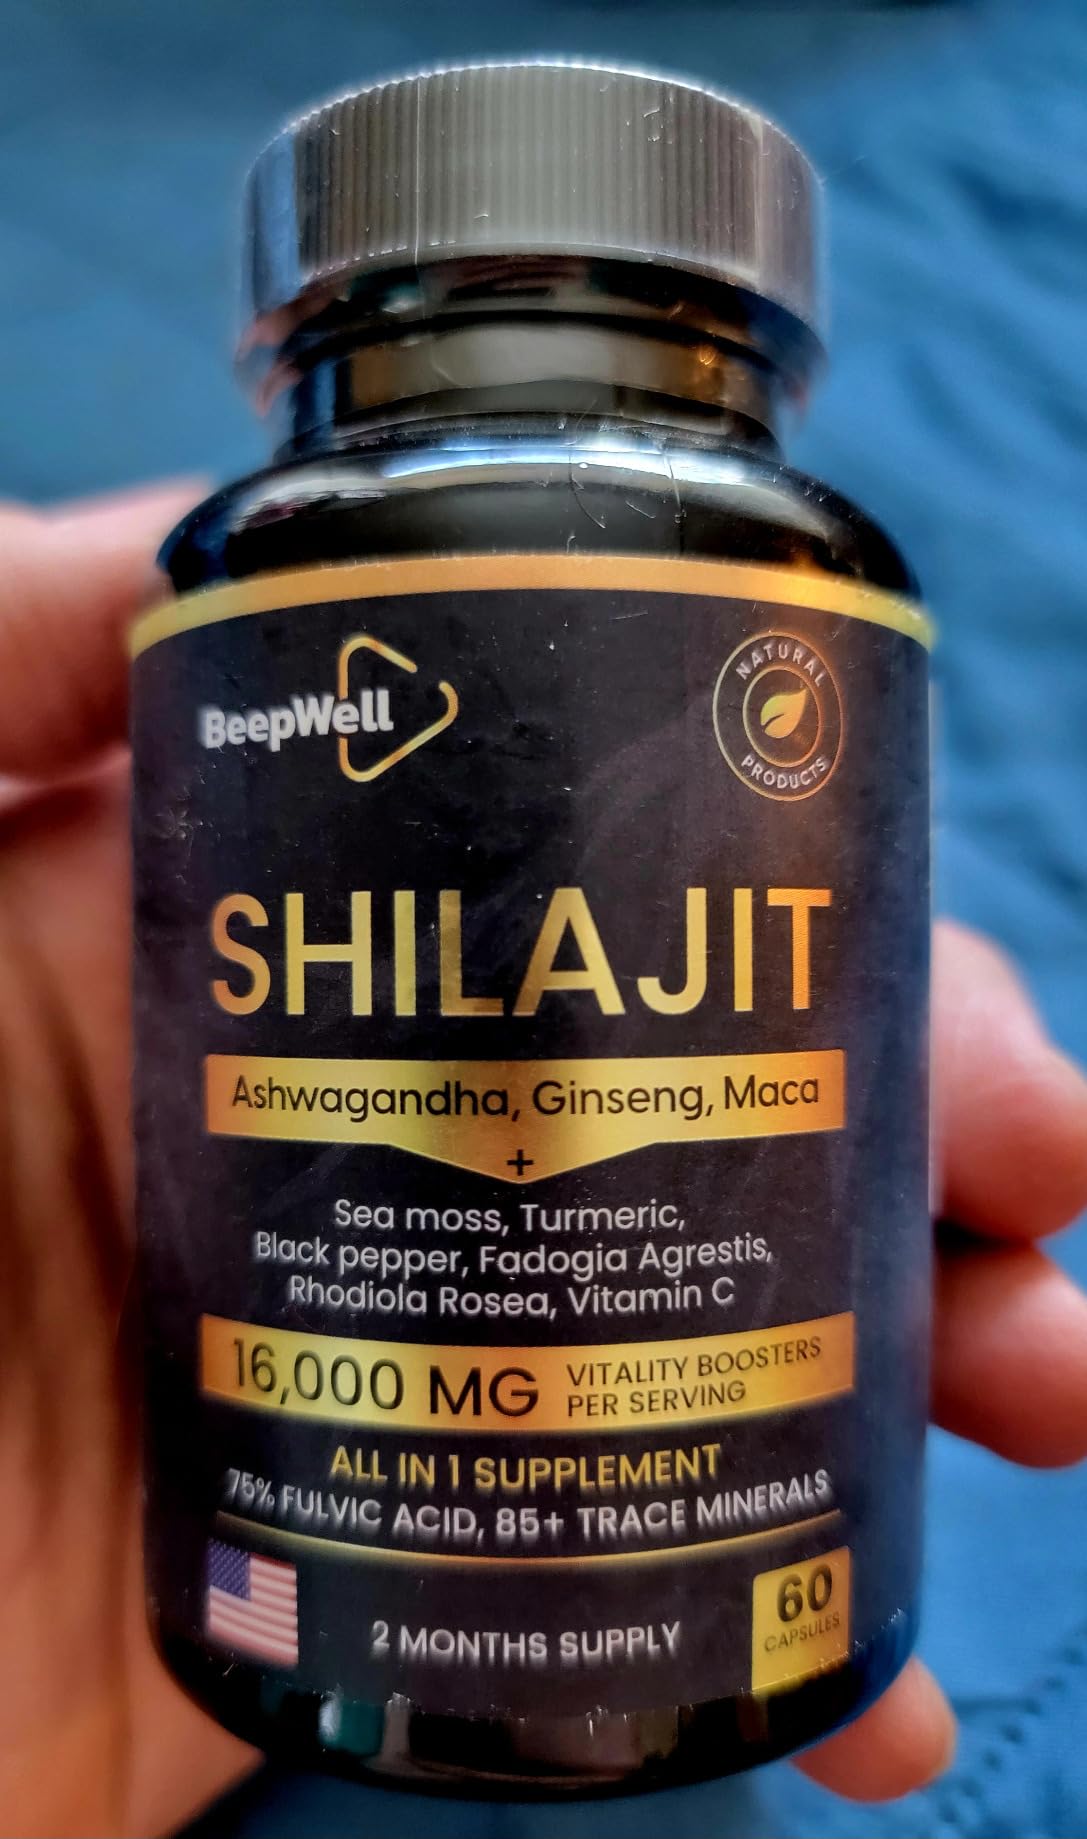 BeepWell
NATURAL
PRODUCTS
SHILAJIT
Ashwagandha, Ginseng, Maca
+
Sea moss, Turmeric,
Black pepper, Fadogia Agrestis,
Rhodiola Rosea, Vitamin C
16,000 MG
VITALITY BOOSTERS
PER SERVING
ALL IN 1 SUPPLEMENT
75% FULVIC ACID, 85+ TRACE MINERALS
2 MONTHS SUPPLY
60
CAPSULES